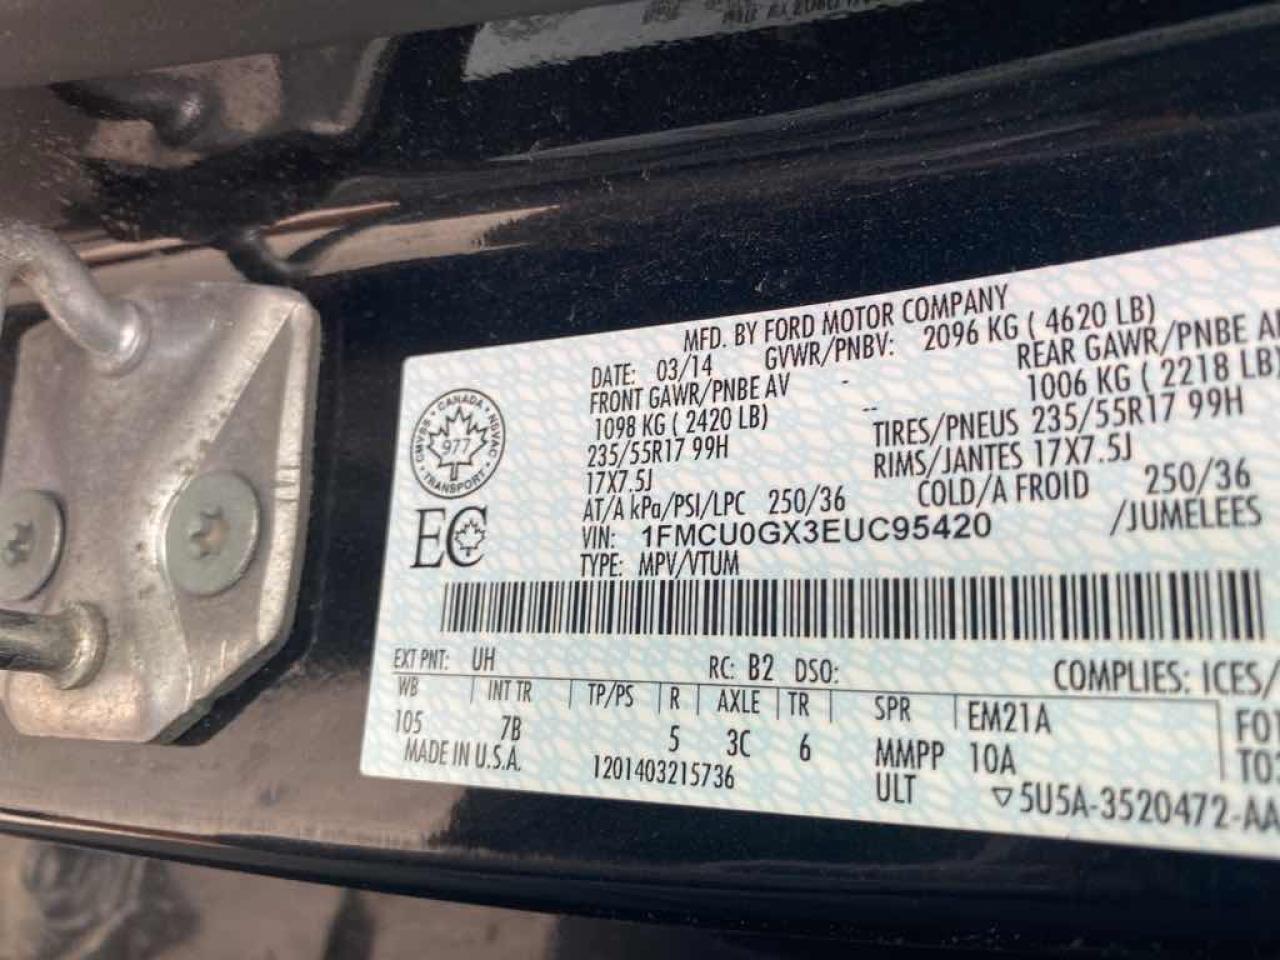 MFD. BY FORD MOTOR COMPANY
DATE: 03/14 GVWR/PNBV: 2096 KG ( 4620 LB)
FRONT GAWR/PNBE AV - REAR GAWR/PNBE
1098 KG ( 2420 LB) -- 1006 KG ( 2218 LB)
235/55R17 99H TIRES/PNEUS 235/55R17 99H
17X7.5J RIMS/JANTES 17X7.5J
AT/A kPa/PSI/LPC 250/36 COLD/A FROID 250/36
VIN: 1FMCU0GX3EUC95420 /JUMELEES
TYPE: MPV/VTUM
CANADA
CMVSS NSVAC
977
TRANSPORT
EC
EXT PNT: UH RC: B2 DSO: COMPLIES: ICES/
WB INT TR TP/PS R AXLE TR SPR EM21A
105 7B 5 3C 6 MMPP 10A
MADE IN U.S.A. 1201403215736 ULT ▽5U5A-3520472-AA